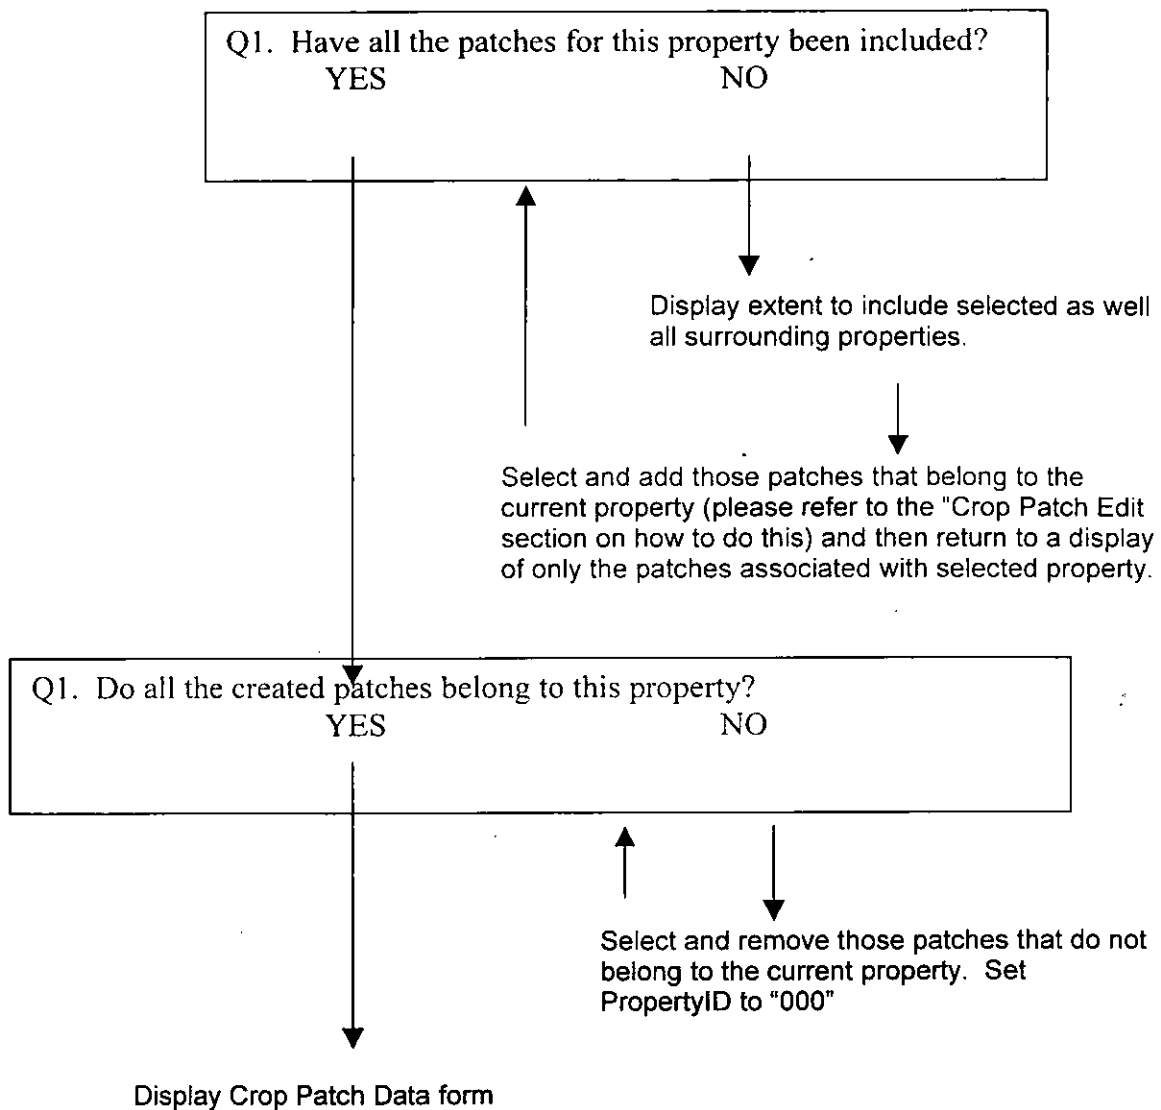 Q1. Have all the patches for this property been included?
YES NO
Display extent to include selected as well
all surrounding properties.
Select and add those patches that belong to the
current property (please refer to the "Crop Patch Edit
section on how to do this) and then return to a display
of only the patches associated with selected property.
Q1. Do all the created patches belong to this property?
YES NO
Select and remove those patches that do not
belong to the current property. Set
PropertyID to "000"
Display Crop Patch Data form